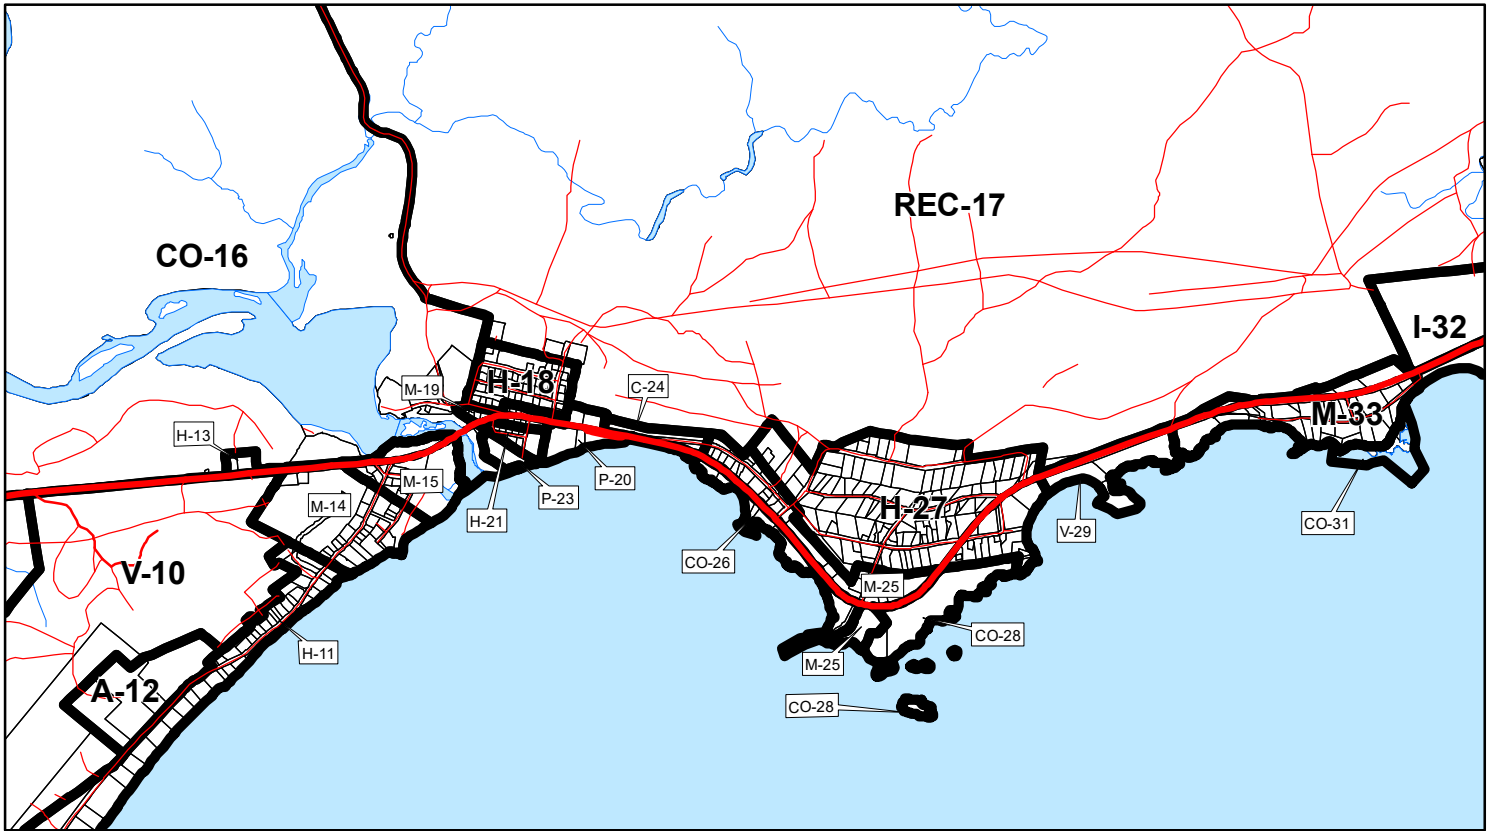 REC-17
CO-16
I-32
H-18
C-24
M-19
M-33
H-13
M-15
P-20
P-23
M-14
H-21
H-27
CO-31
V-29
CO-26
V-10
M-25
CO-28
H-11
M-25
A-12
CO-28